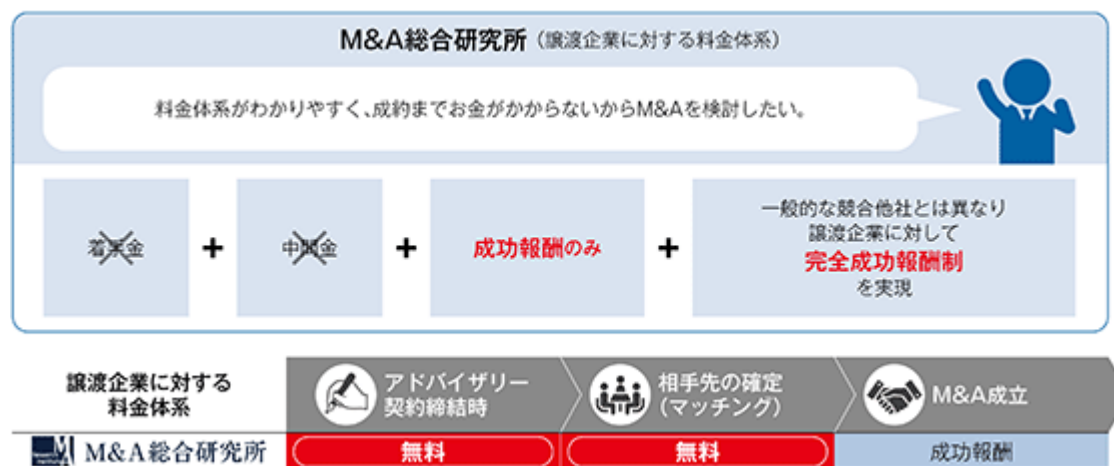 M&A総合研究所(譲渡企業に対する料金体系)
料金体系がわかりやすく、成約までお金がかからないからM&Aを検討したい。
着手金
+
中間金
+
成功報酬のみ
+
一般的な競合他社とは異なり
譲渡企業に対して
完全成功報酬制
を実現
譲渡企業に対する
料金体系
アドバイザリー
契約締結時
相手先の確定
(マッチング)
M&A成立
M&A総合研究所
無料
無料
成功報酬